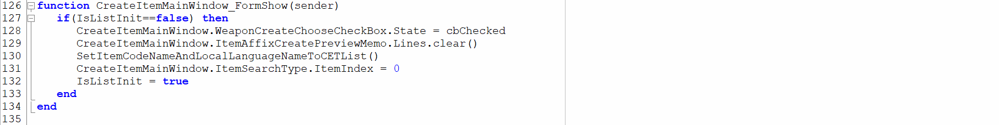 126 function CreateItemMainWindow_FormShow(sender)
127 if(IsListInit==false) then
128 CreateItemMainWindow.WeaponCreateChooseCheckBox.State = cbChecked
129 CreateItemMainWindow.ItemAffixCreatePreviewMemo.Lines.clear()
130 SetItemCodeNameAndLocalLanguageNameToCETList()
131 CreateItemMainWindow.ItemSearchType.ItemIndex = 0
132 IsListInit = true
133 end
134 end
135